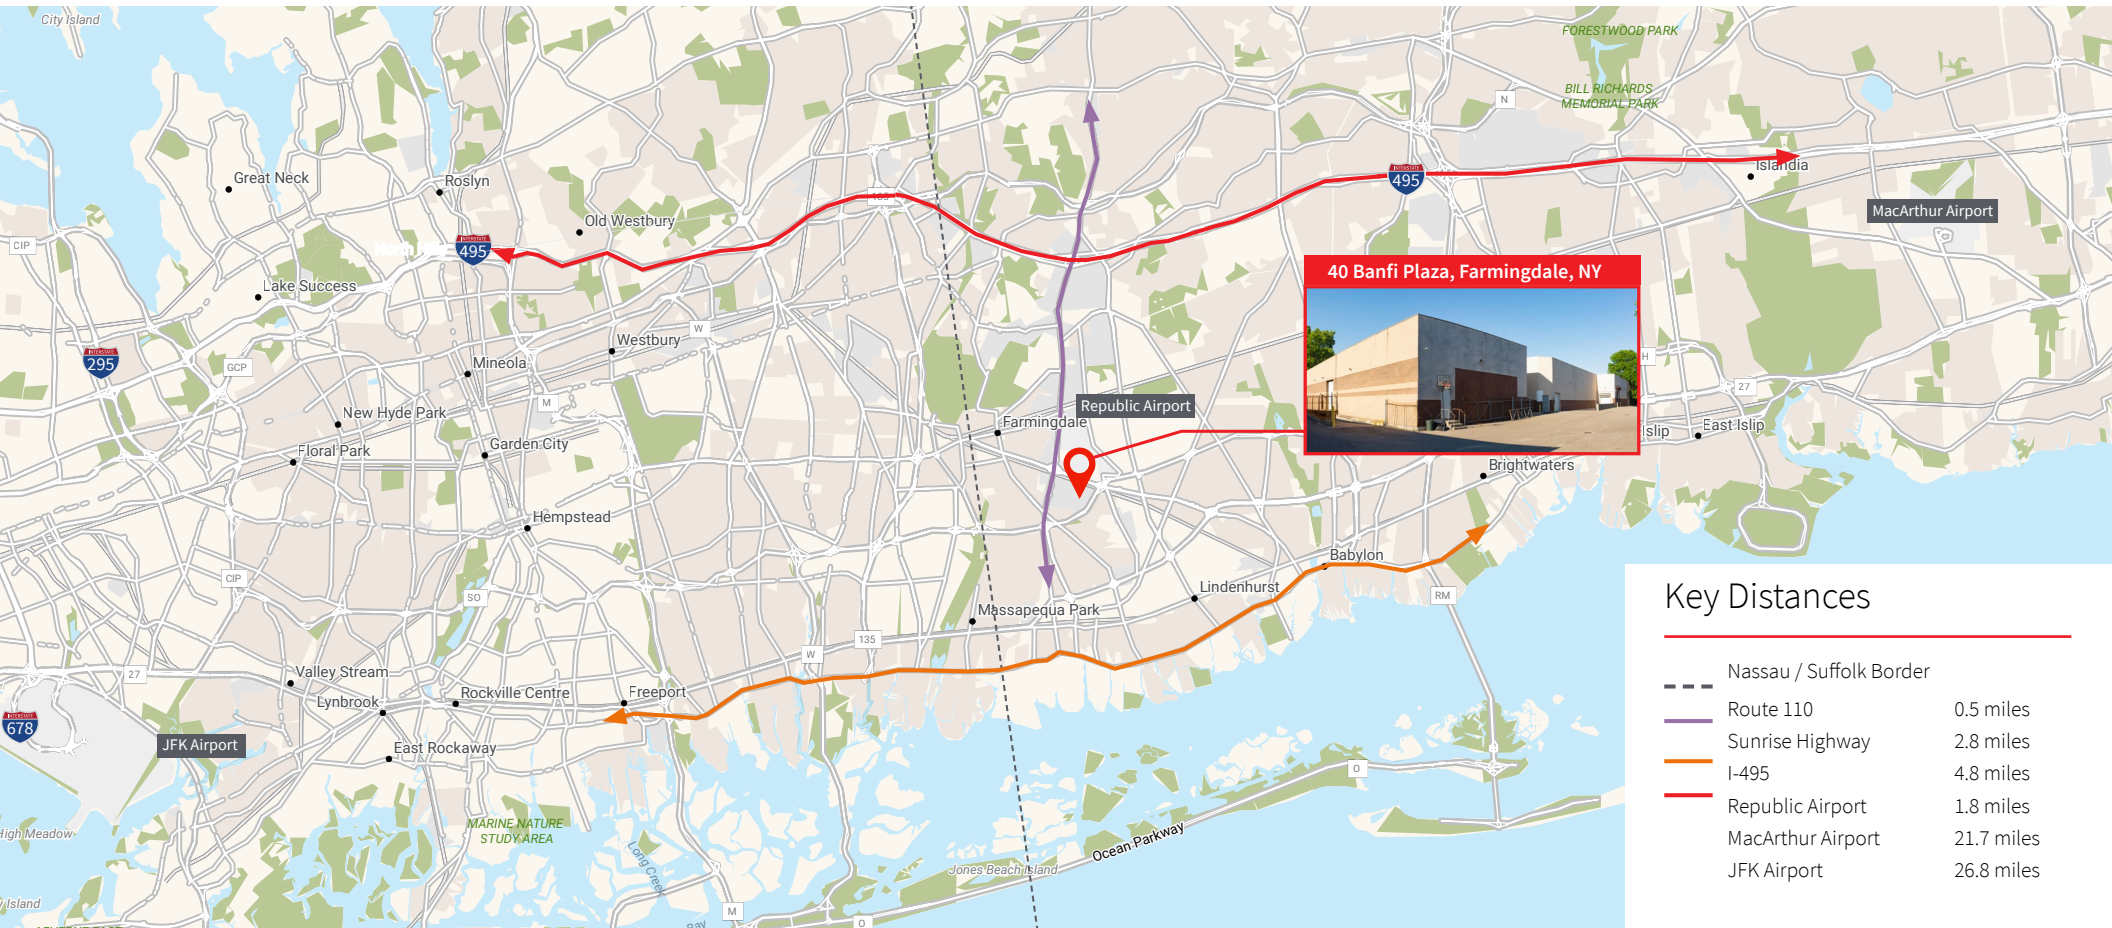 City Island
FORESTWOOD PARK
BILL RICHARDS
MEMORIAL PARK
N
Great Neck
Roslyn
INTERSTATE
495
Islandia
Old Westbury
135
MacArthur Airport
CIP
INTERSTATE
495
Lake Success
40 Banfi Plaza, Farmingdale, NY
W
Westbury
INTERSTATE
295
GCP
Mineola
H
27
M
New Hyde Park
Republic Airport
Farmingdale
Garden City
Islip
East Islip
Floral Park
Brightwaters
Hempstead
Babylon
CIP
SO
Lindenhurst
RM
Massapequa Park
135
W
27
Valley Stream
Lynbrook
Rockville Centre
Freeport
INTERSTATE
678
JFK Airport
East Rockaway
O
High Meadow
MARINE NATURE
STUDY AREA
Long Creek
Ocean Parkway
Jones Beach Island
Island
M
O
Bay
Key Distances
Nassau / Suffolk Border
Route 110 0.5 miles
Sunrise Highway 2.8 miles
I-495 4.8 miles
Republic Airport 1.8 miles
MacArthur Airport 21.7 miles
JFK Airport 26.8 miles